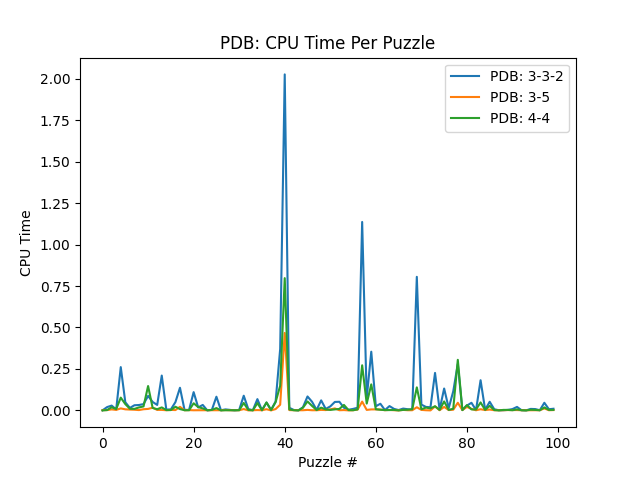 PDB: CPU Time Per Puzzle
PDB: 3-3-2
PDB: 3-5
PDB: 4-4
CPU Time
2.00
1.75
1.50
1.25
1.00
0.75
0.50
0.25
0.00
0 20 40 60 80 100
Puzzle #